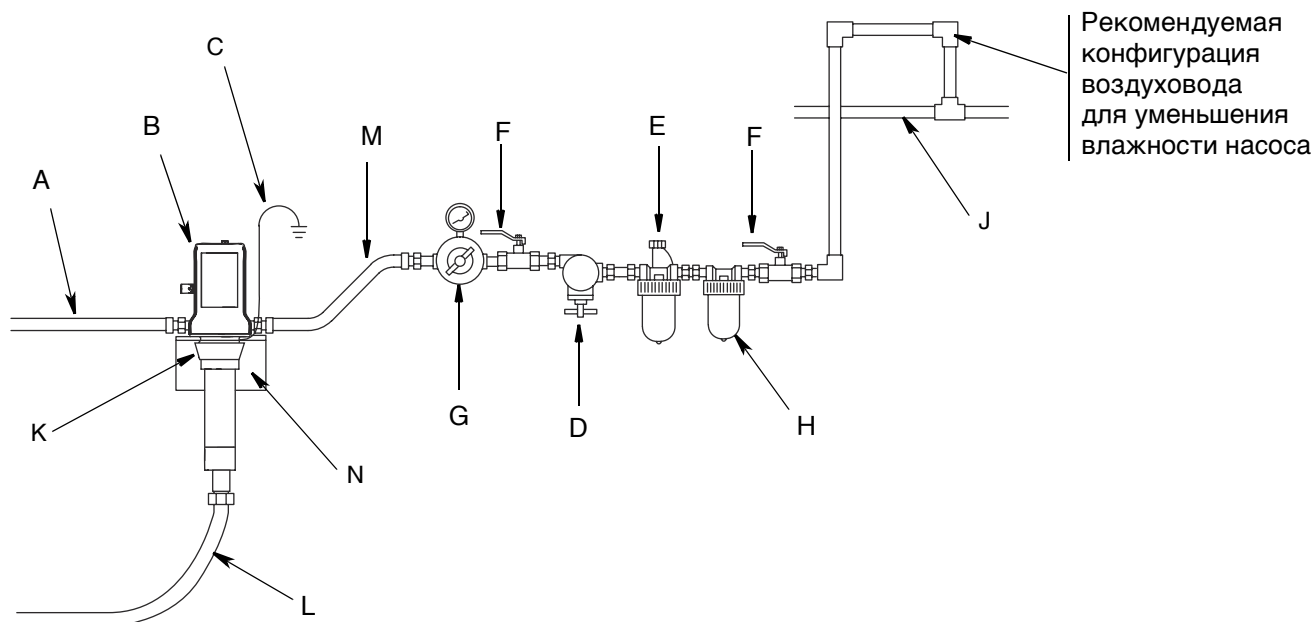 Рекомендуемая
конфигурация
воздуховода
для уменьшения
влажности насоса
C
B
M
F
E
F
A
J
G
D
H
K
N
L